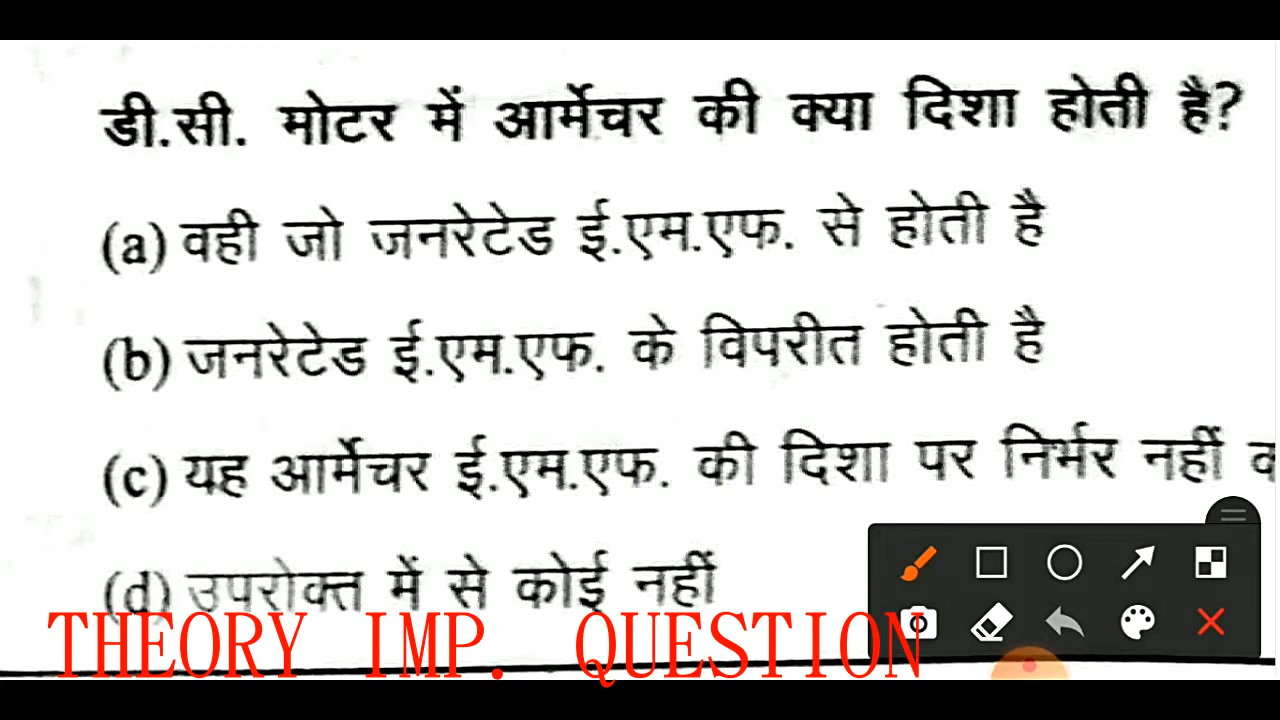 डी.सी. मोटर में आर्मेचर की क्या दिशा होती है?
(a) वही जो जनरेटेड ई.एम.एफ. से होती है
(b) जनरेटेड ई.एम.एफ. के विपरीत होती है
(c) यह आर्मेचर ई.एम.एफ. की दिशा पर निर्भर नहीं
(d) उपरोक्त में से कोई नहीं
THEORY IMP. QUESTION